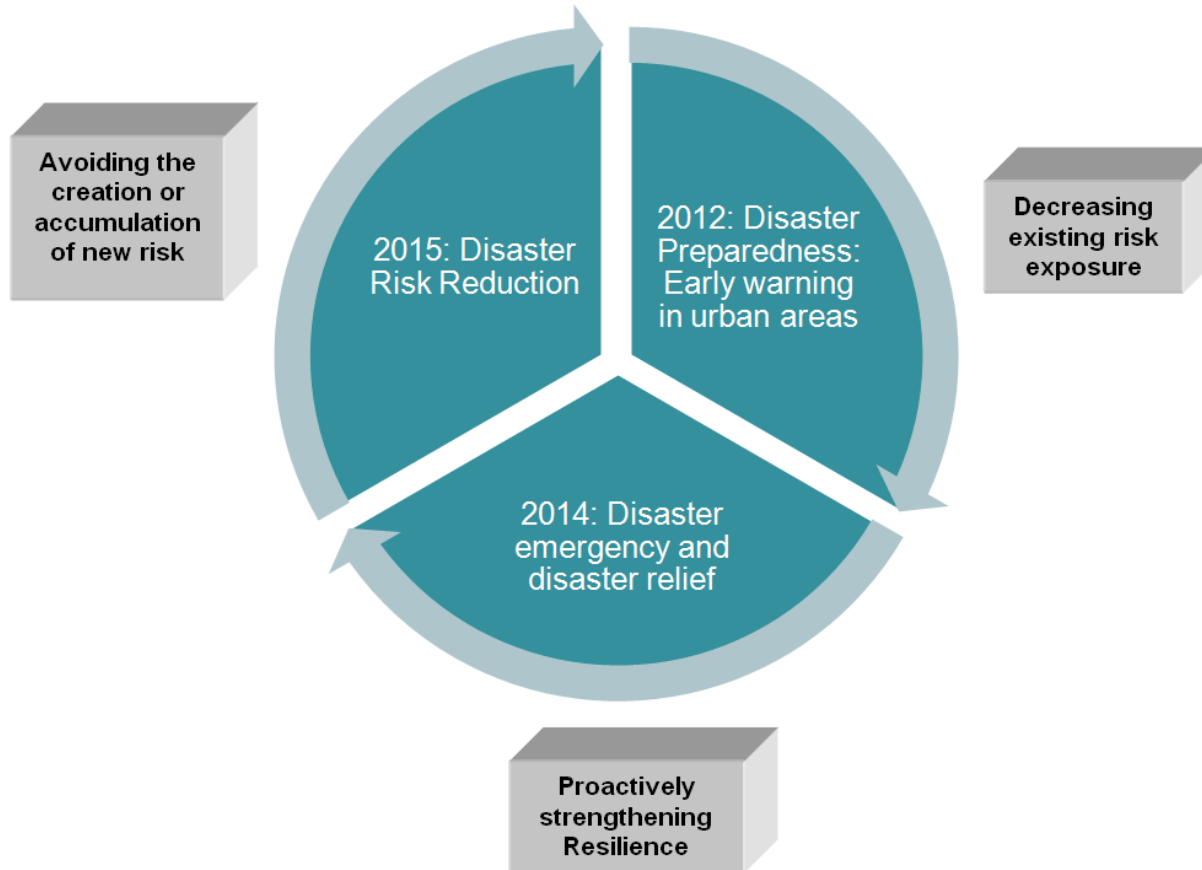 Avoiding the
creation or
accumulation
of new risk
2015: Disaster
Risk Reduction
2012: Disaster
Preparedness:
Early warning
in urban areas
Decreasing
existing risk
exposure
2014: Disaster
emergency and
disaster relief
Proactively
strengthening
Resilience